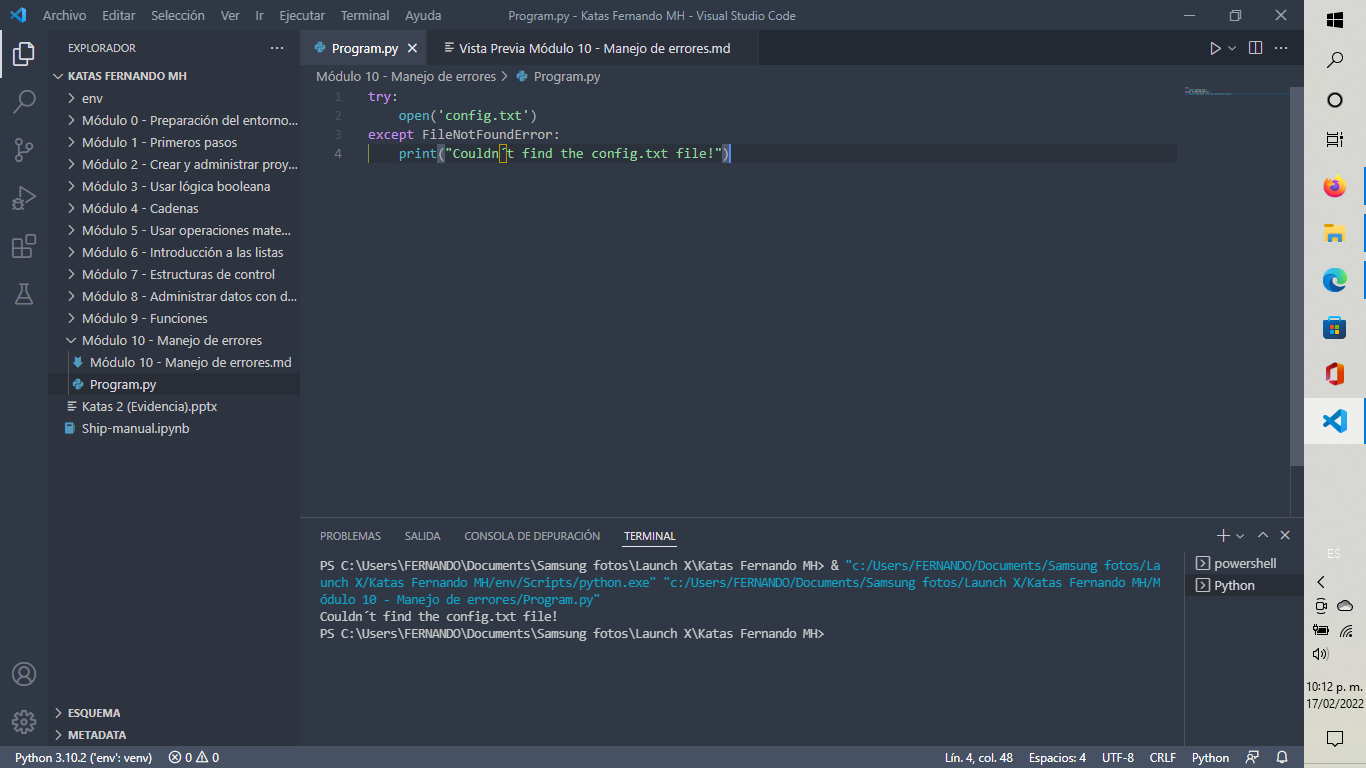 Archivo Editar Selección Ver Ir Ejecutar Terminal Ayuda Program.py - Katas Fernando MH - Visual Studio Code
EXPLORADOR
KATAS FERNANDO MH
env
Módulo 0 - Preparación del entorno...
Módulo 1 - Primeros pasos
Módulo 2 - Crear y administrar proy...
Módulo 3 - Usar lógica booleana
Módulo 4 - Cadenas
Módulo 5 - Usar operaciones mate...
Módulo 6 - Introducción a las listas
Módulo 7 - Estructuras de control
Módulo 8 - Administrar datos con d...
Módulo 9 - Funciones
Módulo 10 - Manejo de errores
Módulo 10 - Manejo de errores.md
Program.py
Katas 2 (Evidencia).pptx
Ship-manual.ipynb
ESQUEMA
METADATA
Program.py Vista Previa Módulo 10 - Manejo de errores.md
Módulo 10 - Manejo de errores > Program.py
1 try:
2 open('config.txt')
3 except FileNotFoundError:
4 print("Couldn´t find the config.txt file!")
PROBLEMAS SALIDA CONSOLA DE DEPURACIÓN TERMINAL
PS C:\Users\FERNANDO\Documents\Samsung fotos\Launch X\Katas Fernando MH> & "c:/Users/FERNANDO/Documents/Samsung fotos/La
unch X/Katas Fernando MH/env/Scripts/python.exe" "c:/Users/FERNANDO/Documents/Samsung fotos/Launch X/Katas Fernando MH/M
ódulo 10 - Manejo de errores/Program.py"
Couldn´t find the config.txt file!
PS C:\Users\FERNANDO\Documents\Samsung fotos\Launch X\Katas Fernando MH>
powershell
Python
Python 3.10.2 ('env': venv) 0 0 Lín. 4, col. 48 Espacios: 4 UTF-8 CRLF Python
ES
10:12 p. m.
17/02/2022